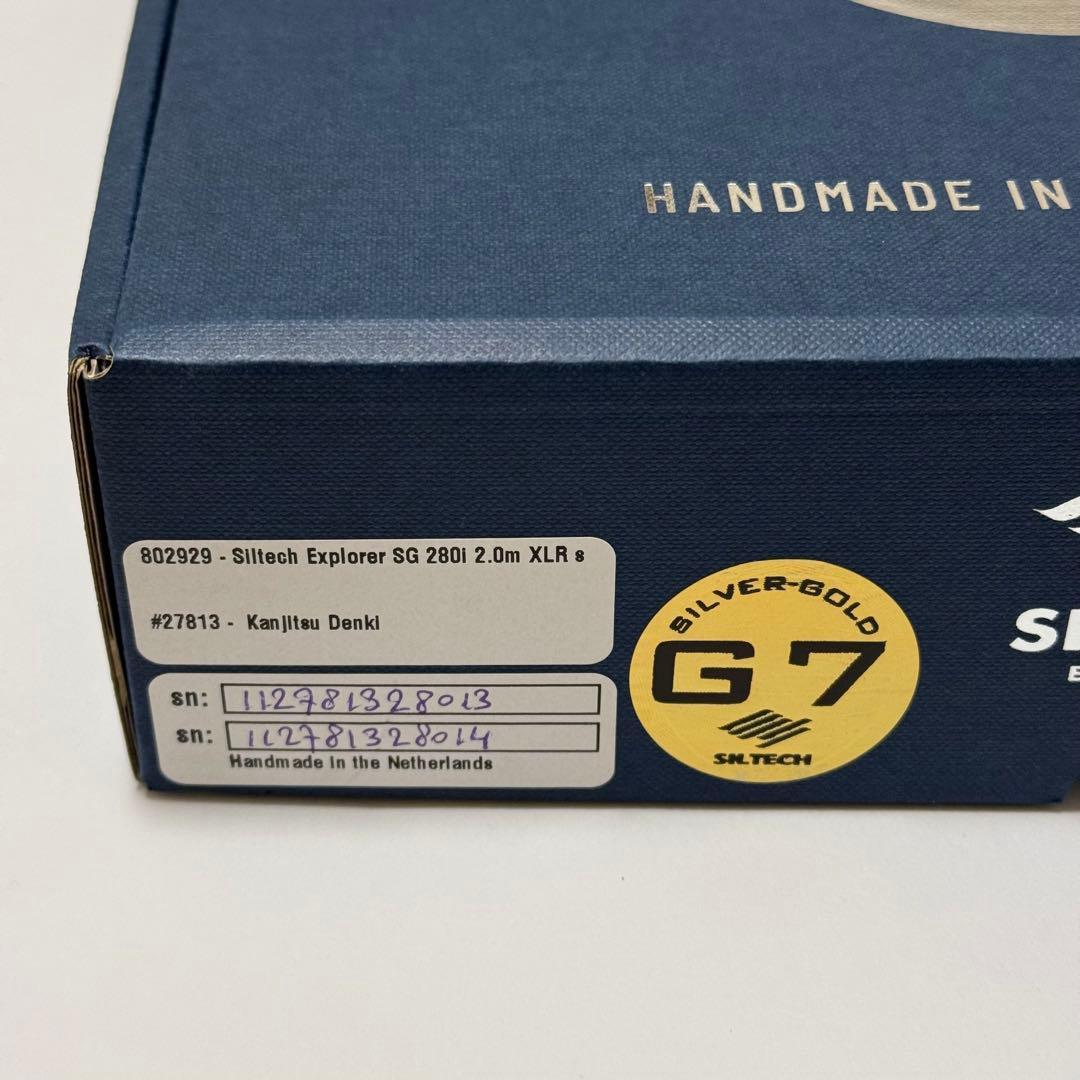 HANDMADE IN
802929 - Siltech Explorer SG 280i 2.0m XLR s
#27813 - Kanjitsu Denki
sn: 112781328013
sn: 112781328014
Handmade in the Netherlands
SILVER-GOLD
G7
SILTECH